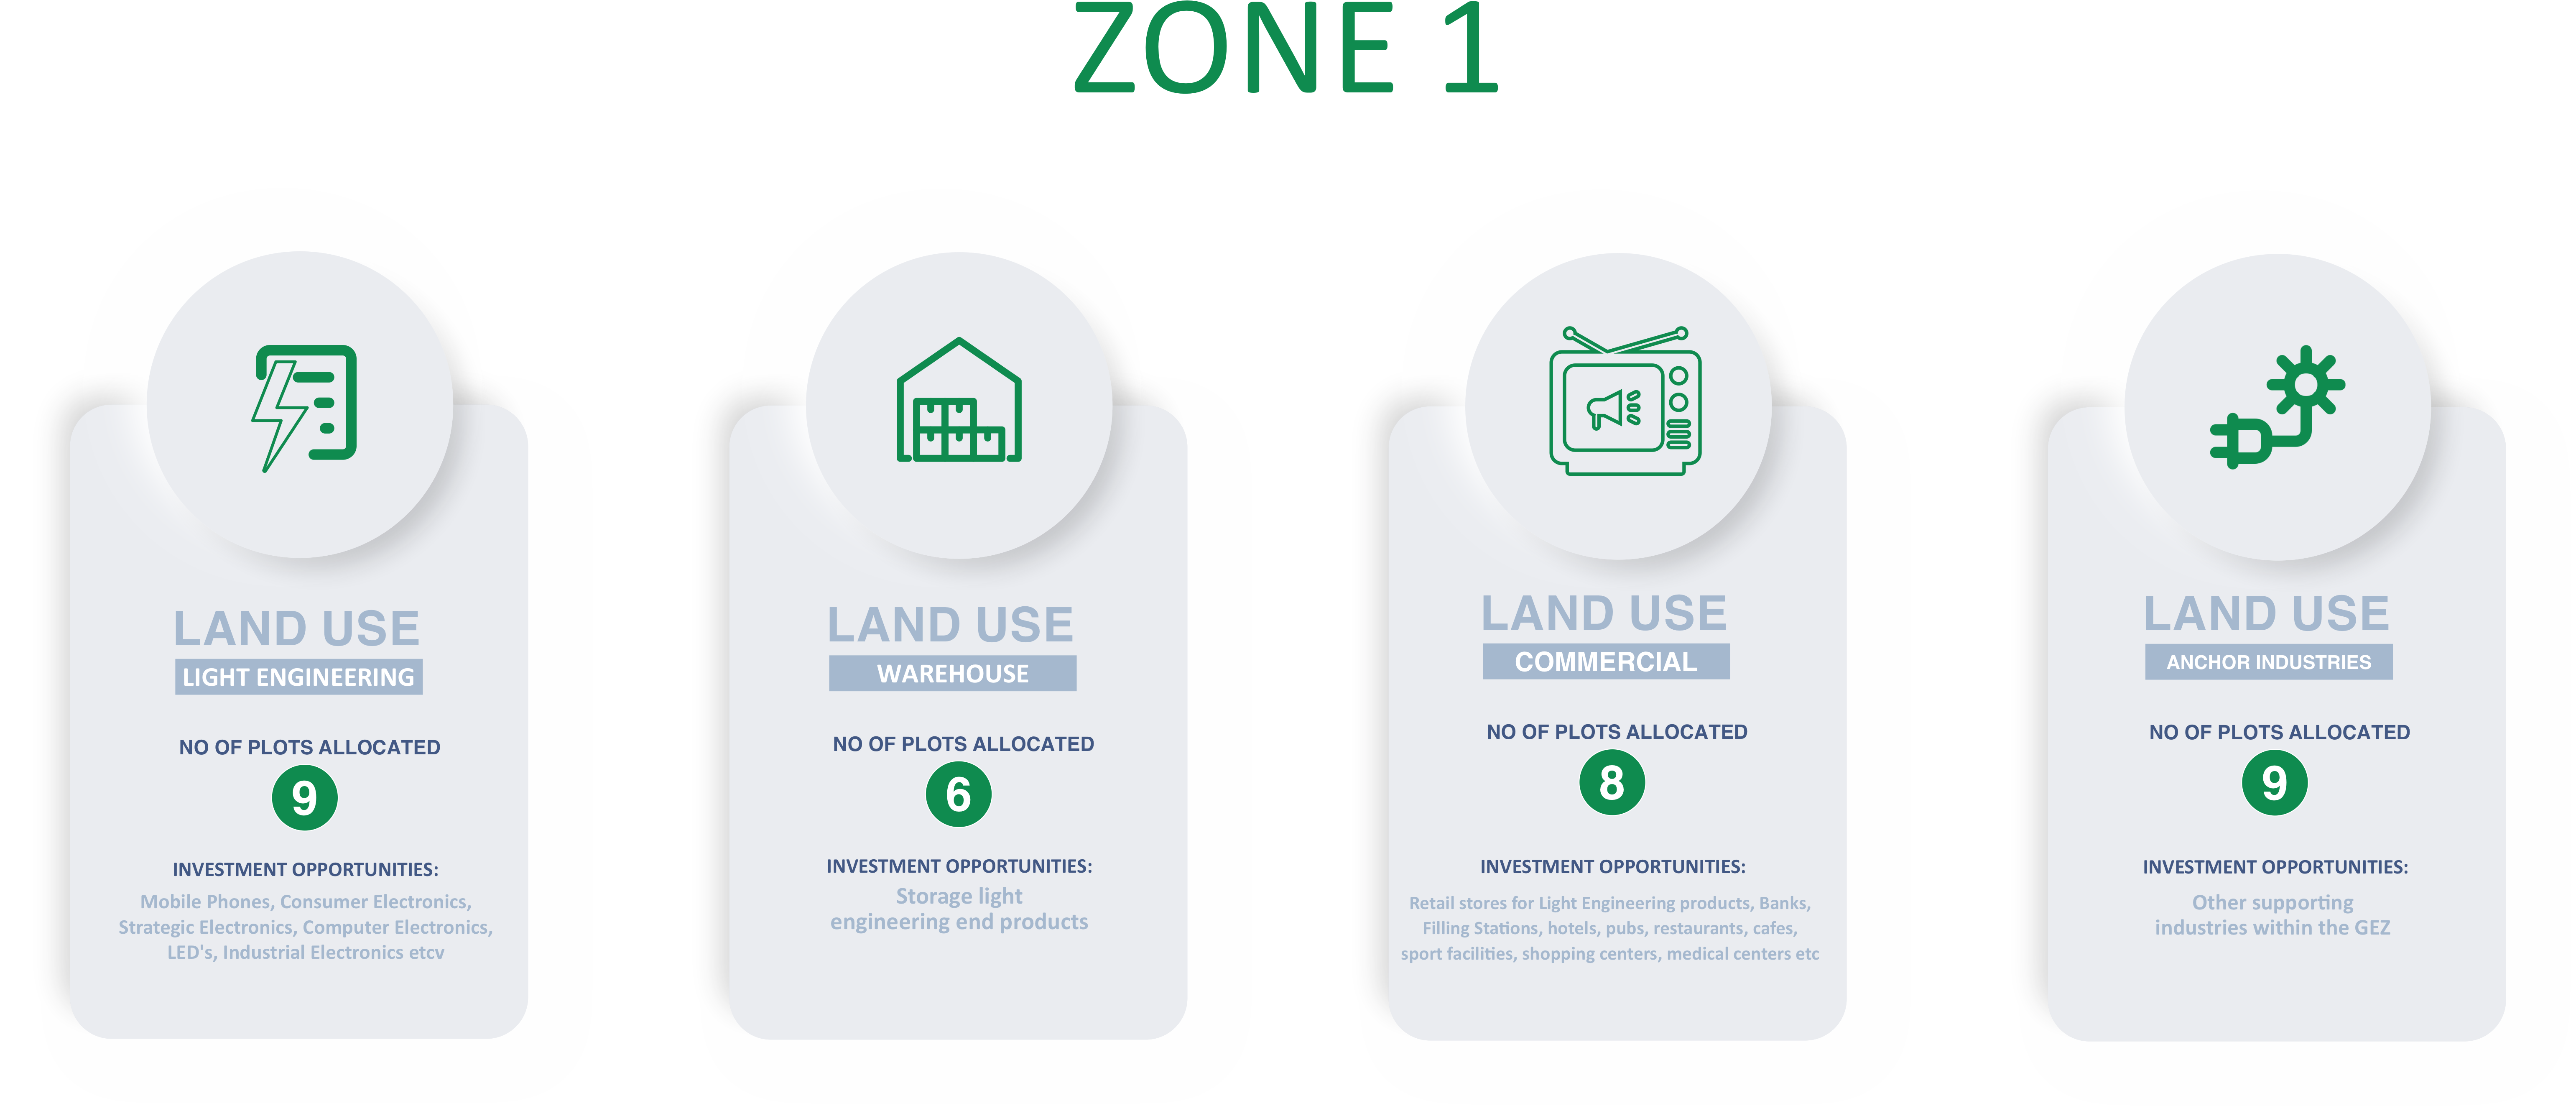 ZONE 1
LAND USE
LIGHT ENGINEERING
NO OF PLOTS ALLOCATED
9
INVESTMENT OPPORTUNITIES:
Mobile Phones, Consumer Electronics,
Strategic Electronics, Computer Electronics,
LED's, Industrial Electronics etcv
LAND USE
WAREHOUSE
NO OF PLOTS ALLOCATED
6
INVESTMENT OPPORTUNITIES:
Storage light
engineering end products
LAND USE
COMMERCIAL
NO OF PLOTS ALLOCATED
8
INVESTMENT OPPORTUNITIES:
Retail stores for Light Engineering products, Banks,
Filling Stations, hotels, pubs, restaurants, cafes,
sport facilities, shopping centers, medical centers etc
LAND USE
ANCHOR INDUSTRIES
NO OF PLOTS ALLOCATED
9
INVESTMENT OPPORTUNITIES:
Other supporting
industries within the GEZ